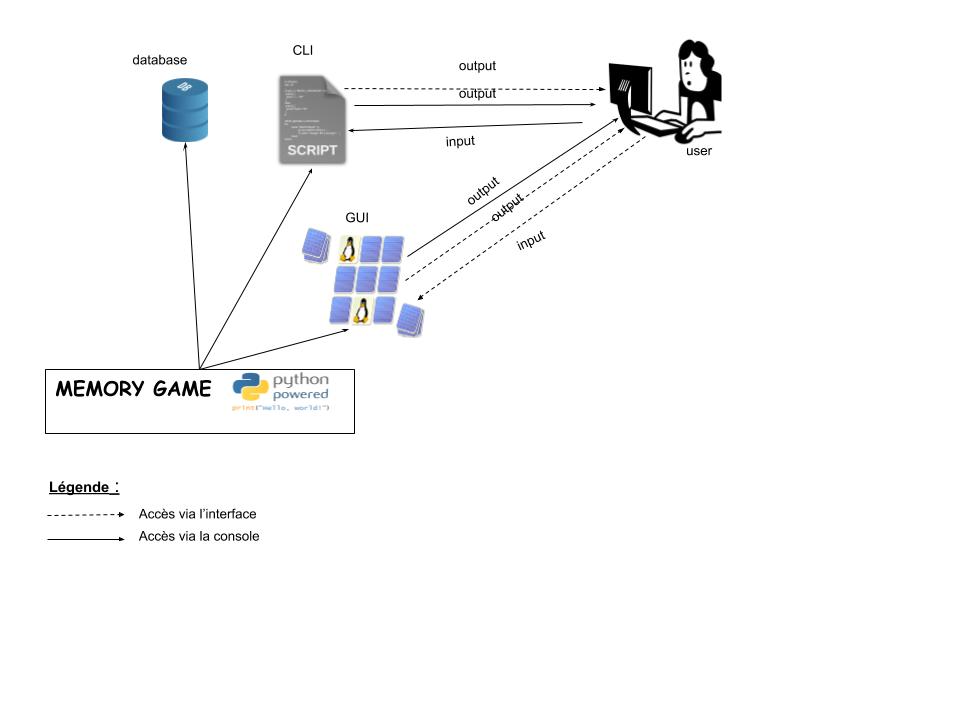 CLI
database
output
DB
output
SCRIPT
input
user
output
output
GUI
input
MEMORY GAME
python
powered
print("Hello, world!")
Légende :
Accès via l'interface
Accès via la console